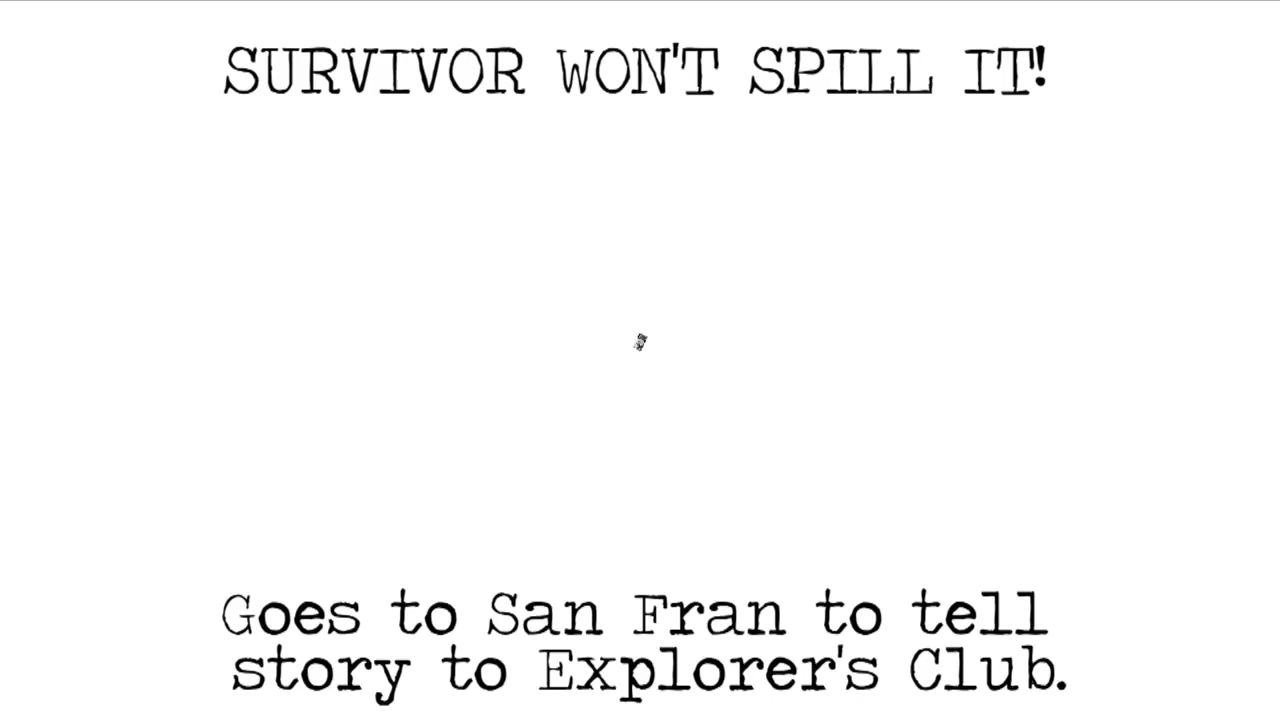 SURVIVOR WON'T SPILL IT!
Goes to San Fran to tell
story to Explorer's Club.